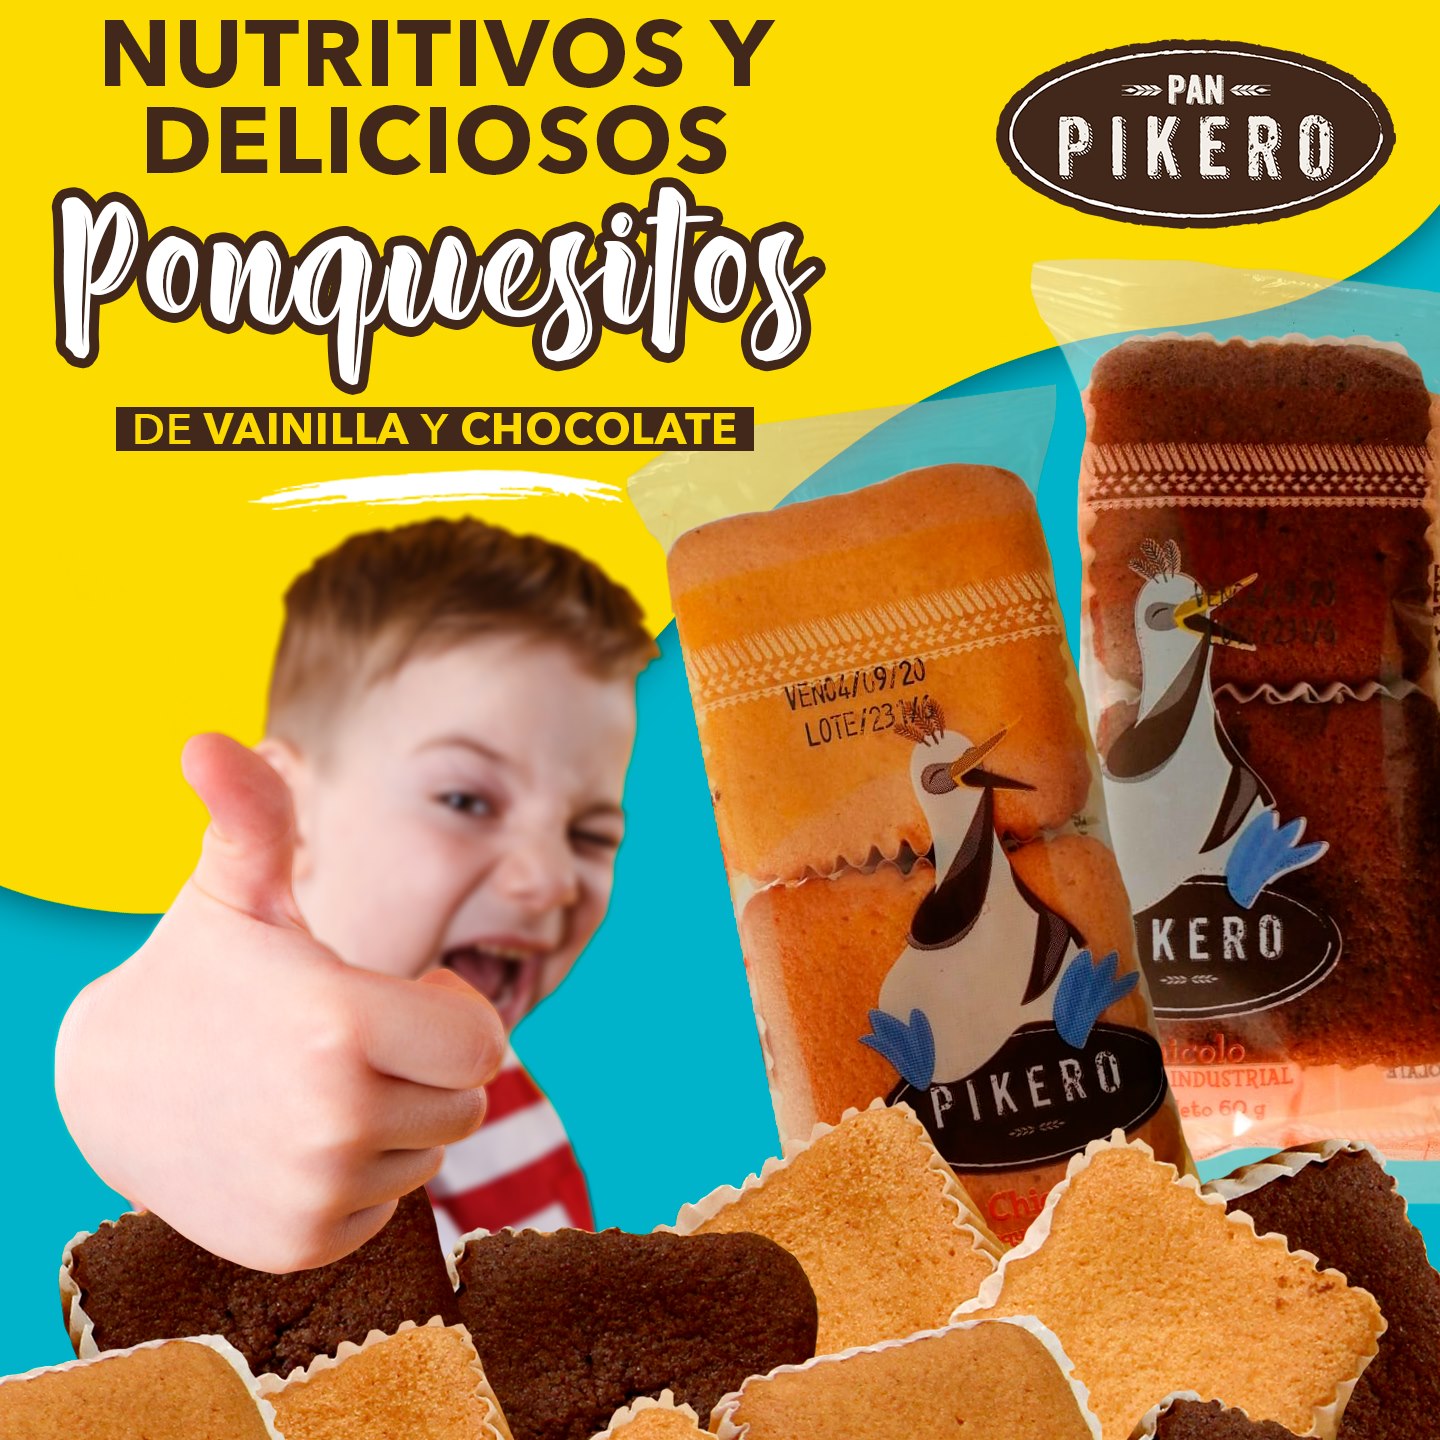 NUTRITIVOS Y
DELICIOSOS
Ponquesitos
DE VAINILLA Y CHOCOLATE
PAN
PIKERO
VEN04/09/20
LOTE/23
PIKERO
KERO
INDUSTRIAL
60 g